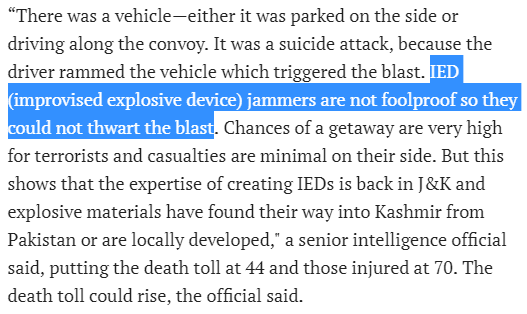 “There was a vehicle—either it was parked on the side or
driving along the convoy. It was a suicide attack, because the
driver rammed the vehicle which triggered the blast. IED
(improvised explosive device) jammers are not foolproof so they
could not thwart the blast. Chances of a getaway are very high
for terrorists and casualties are minimal on their side. But this
shows that the expertise of creating IEDs is back in J&K and
explosive materials have found their way into Kashmir from
Pakistan or are locally developed," a senior intelligence official
said, putting the death toll at 44 and those injured at 70. The
death toll could rise, the official said.